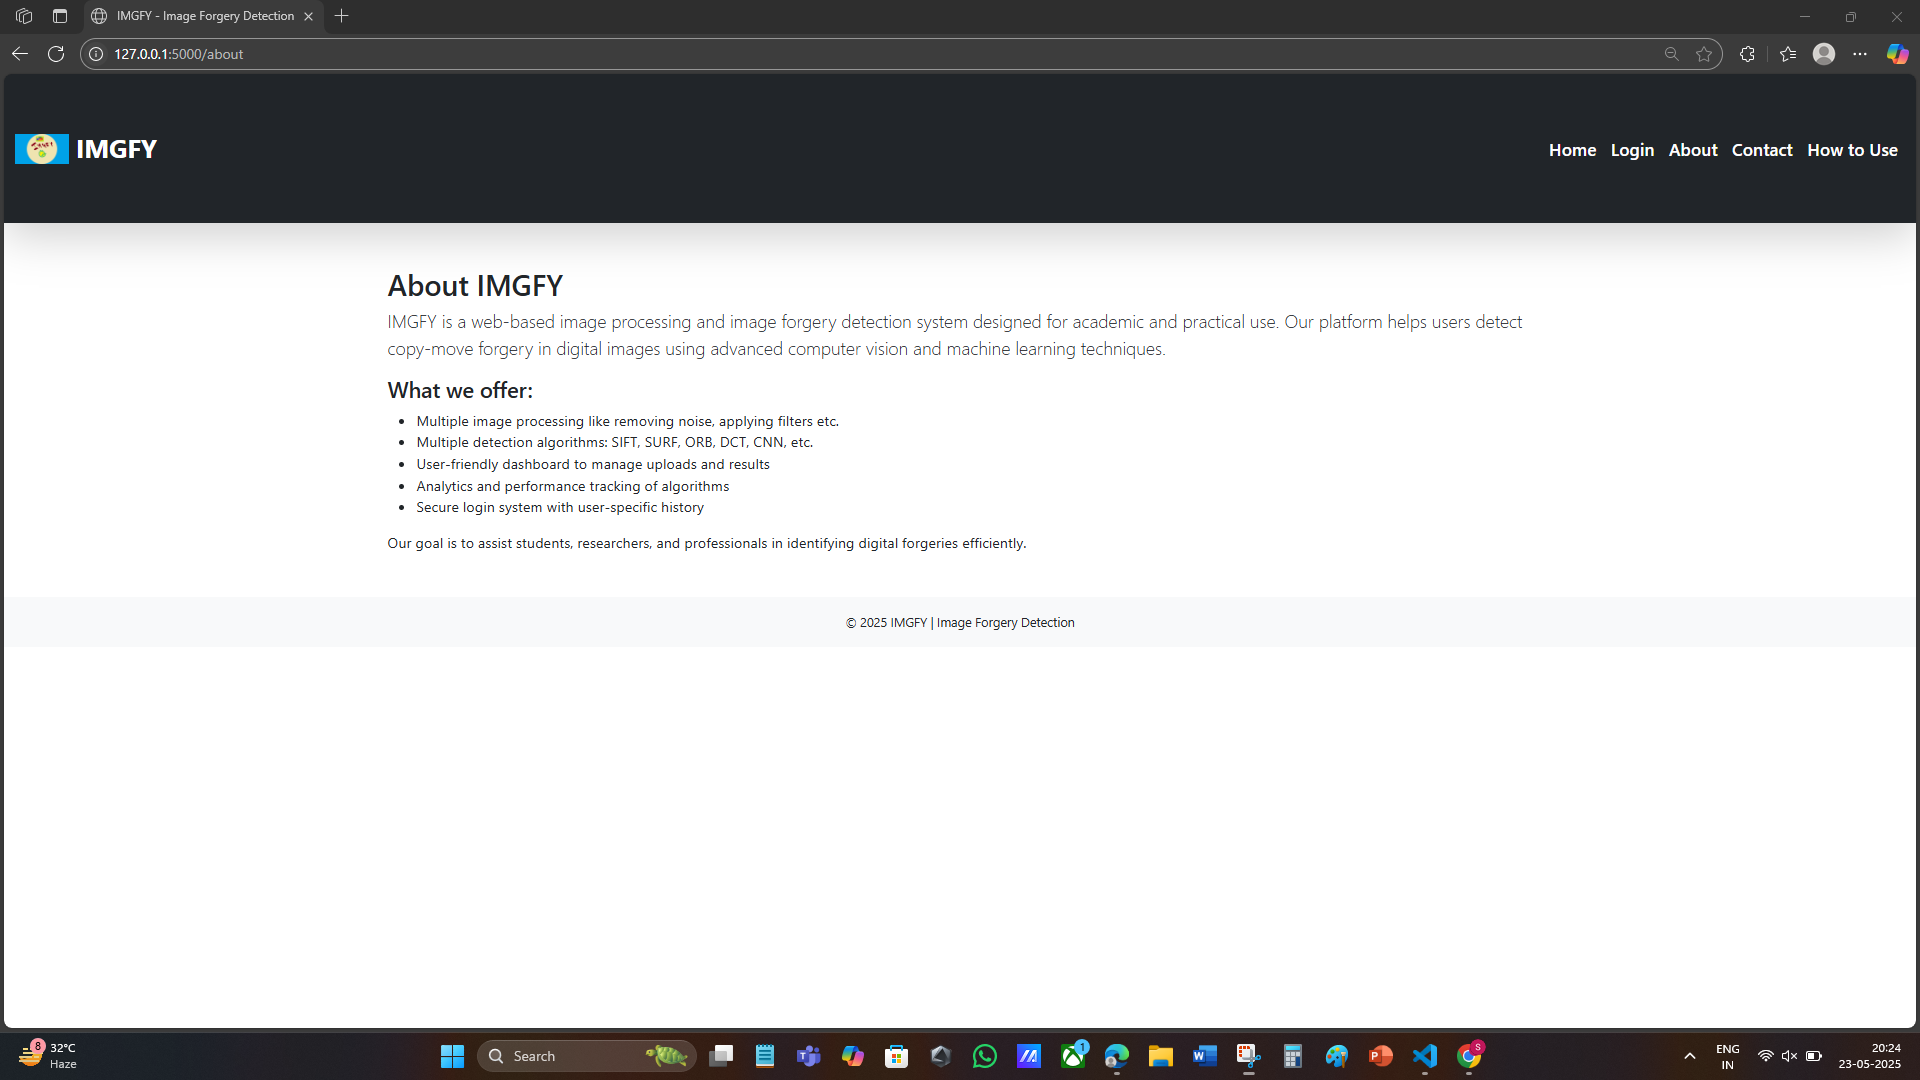 IMGFY - Image Forgery Detection
127.0.0.1:5000/about
IMGFY
Home Login About Contact How to Use
About IMGFY
IMGFY is a web-based image processing and image forgery detection system designed for academic and practical use. Our platform helps users detect
copy-move forgery in digital images using advanced computer vision and machine learning techniques.
What we offer:
Multiple image processing like removing noise, applying filters etc.
Multiple detection algorithms: SIFT, SURF, ORB, DCT, CNN, etc.
User-friendly dashboard to manage uploads and results
Analytics and performance tracking of algorithms
Secure login system with user-specific history
Our goal is to assist students, researchers, and professionals in identifying digital forgeries efficiently.
© 2025 IMGFY | Image Forgery Detection
8
32°C
Haze
Search
1
S
ENG
IN
20:24
23-05-2025